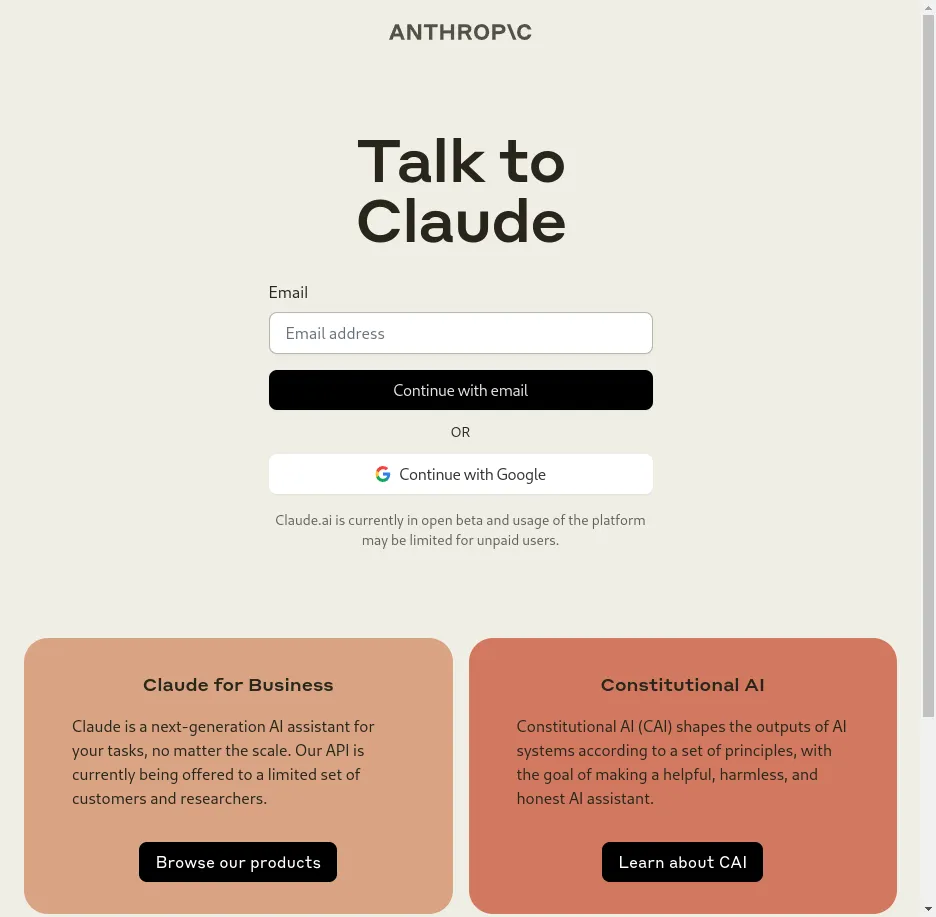 ANTHROP\C
Talk to
Claude
Email
Email address
Continue with email
OR
Continue with Google
Claude.ai is currently in open beta and usage of the platform
may be limited for unpaid users.
Claude for Business
Claude is a next-generation AI assistant for
your tasks, no matter the scale. Our API is
currently being offered to a limited set of
customers and researchers.
Browse our products
Constitutional AI
Constitutional AI (CAI) shapes the outputs of AI
systems according to a set of principles, with
the goal of making a helpful, harmless, and
honest AI assistant.
Learn about CAI